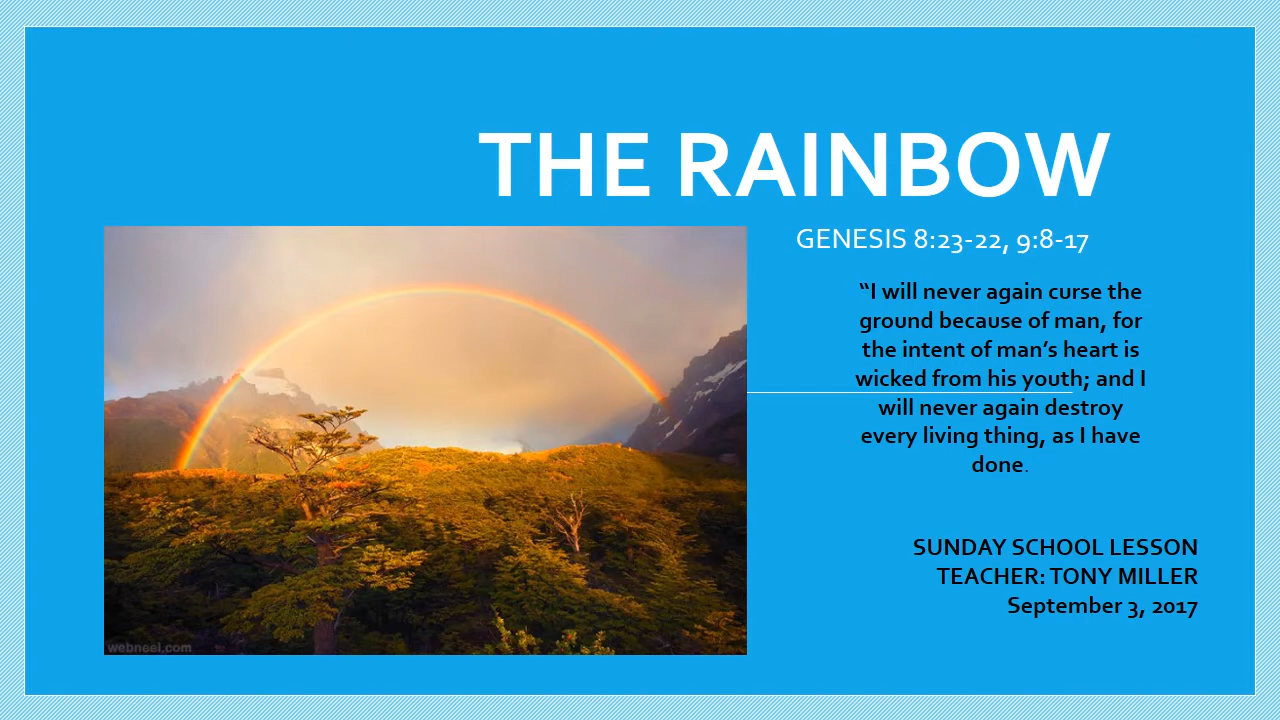 THE RAINBOW
GENESIS 8:23-22, 9:8-17
“I will never again curse the
ground because of man, for
the intent of man’s heart is
wicked from his youth; and I
will never again destroy
every living thing, as I have
done.
SUNDAY SCHOOL LESSON
TEACHER: TONY MILLER
September 3, 2017
webneel.com